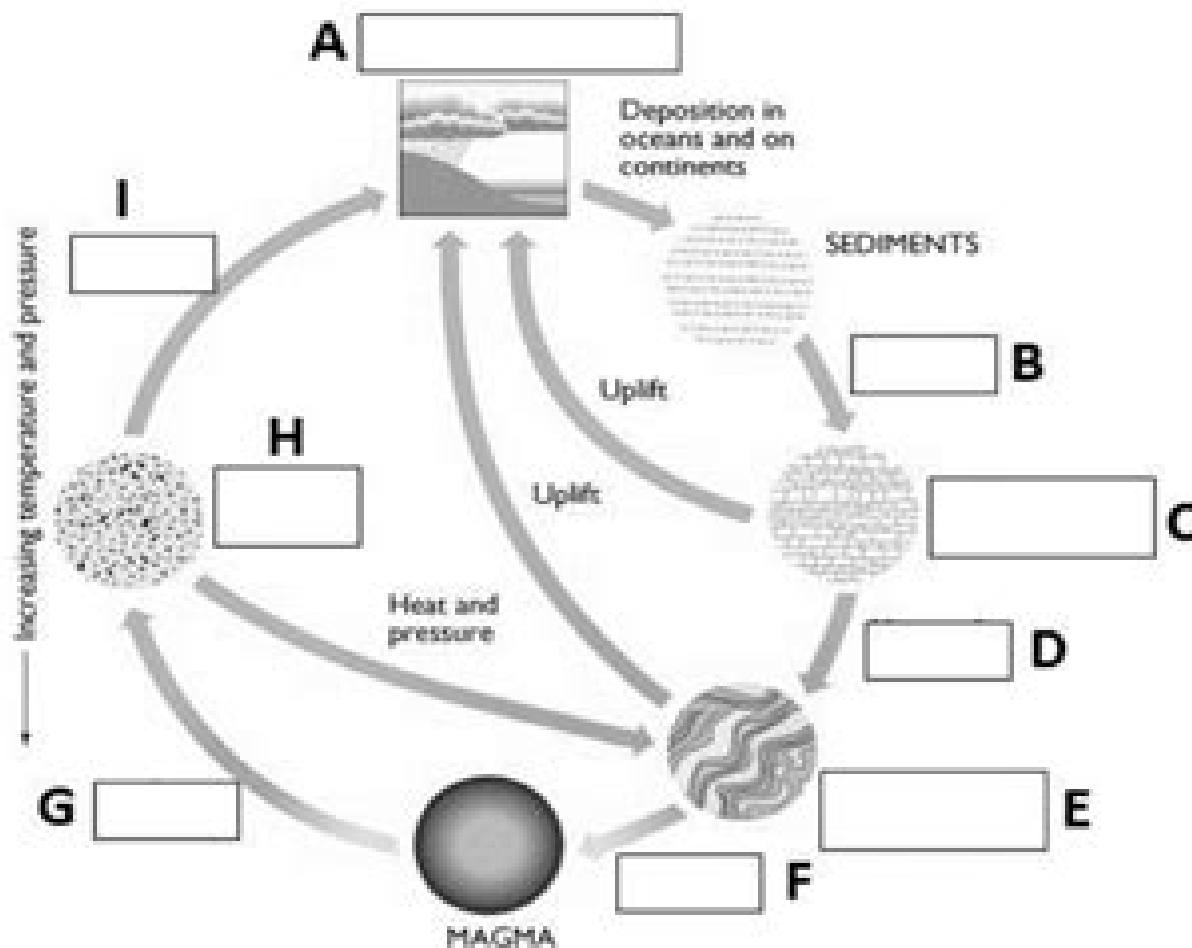 A
Deposition in
oceans and on
continents
I
SEDIMENTS
B
Uplift
H
Uplift
C
Increasing temperature and pressure
Heat and
pressure
D
G
E
F
MAGMA